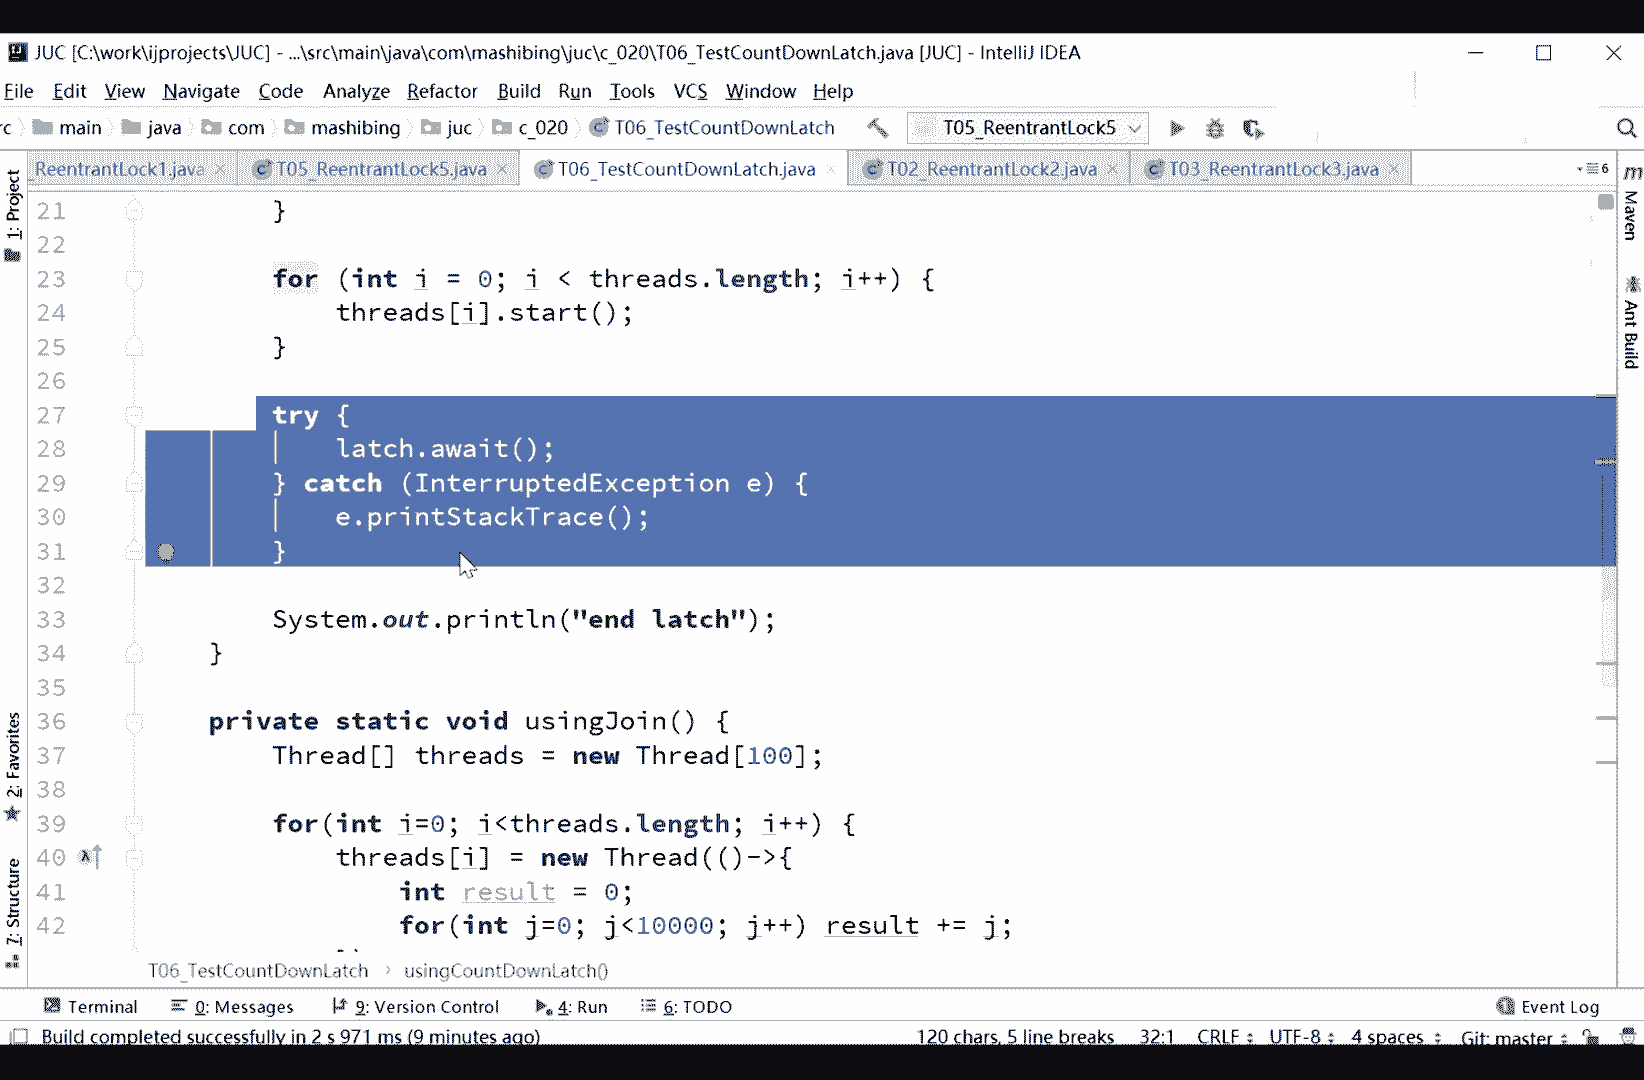 JUC [C:\work\ijprojects\JUC] - ...\src\main\java\com\mashibing\juc\c_020\T06_TestCountDownLatch.java [JUC] - IntelliJ IDEA
File Edit View Navigate Code Analyze Refactor Build Run Tools VCS Window Help
rc main java com mashibing juc c_020 T06_TestCountDownLatch T05_ReentrantLock5
ReentrantLock1.java T05_ReentrantLock5.java T06_TestCountDownLatch.java T02_ReentrantLock2.java T03_ReentrantLock3.java 6
1: Project
2: Favorites
7: Structure
Maven
Ant Build
21 }
22
23 for (int i = 0; i < threads.length; i++) {
24 threads[i].start();
25 }
26
27 try {
28 latch.await();
29 } catch (InterruptedException e) {
30 e.printStackTrace();
31 }
32
33 System.out.println("end latch");
34 }
35
36 private static void usingJoin() {
37 Thread[] threads = new Thread[100];
38
39 for(int i=0; i<threads.length; i++) {
40 threads[i] = new Thread(()->{
41 int result = 0;
42 for(int j=0; j<10000; j++) result += j;
T06_TestCountDownLatch › usingCountDownLatch()
Terminal 0: Messages 9: Version Control 4: Run 6: TODO Event Log
Build completed successfully in 2 s 971 ms (9 minutes ago) 120 chars, 5 line breaks 32:1 CRLF UTF-8 4 spaces Git: master